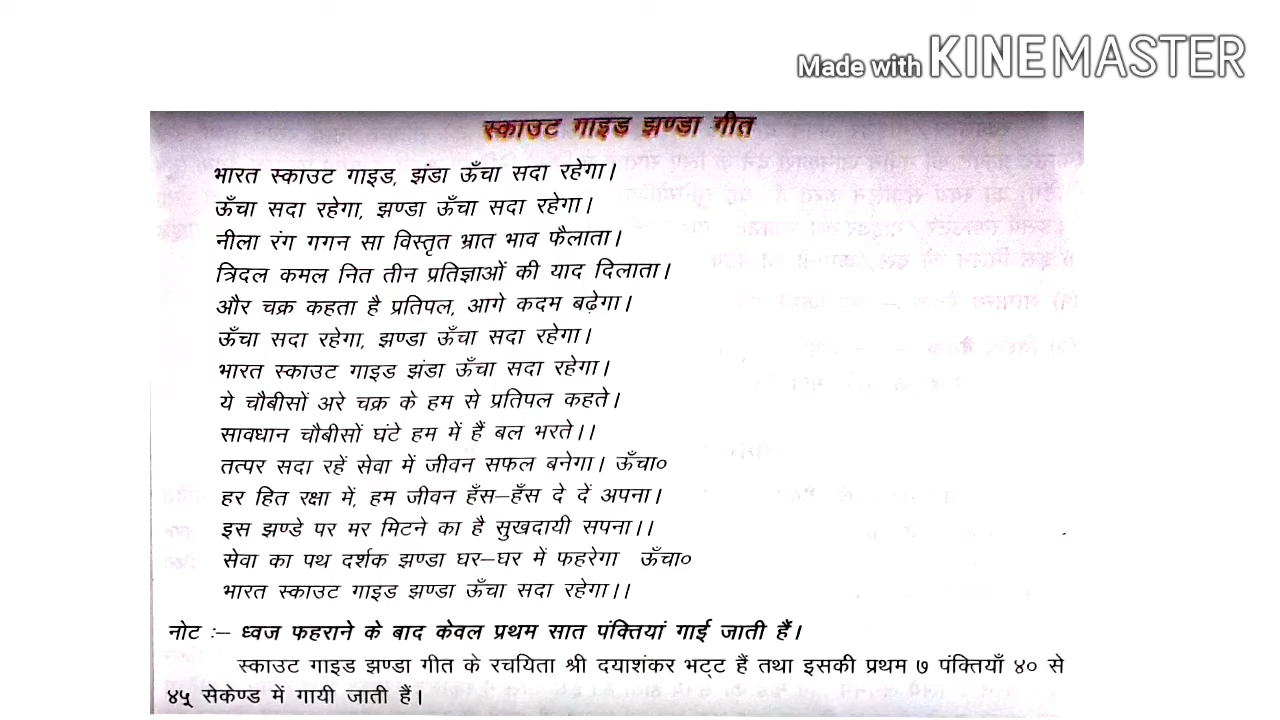 Made with KINEMASTER
स्काउट गाइड झण्डा गीत
भारत स्काउट गाइड, झंडा ऊँचा सदा रहेगा।
ऊँचा सदा रहेगा, झण्डा ऊँचा सदा रहेगा।
नीला रंग गगन सा विस्तृत भ्रात भाव फैलाता।
त्रिदल कमल नित तीन प्रतिज्ञाओं की याद दिलाता।
और चक्र कहता है प्रतिपल, आगे कदम बढ़ेगा।
ऊँचा सदा रहेगा, झण्डा ऊँचा सदा रहेगा।
भारत स्काउट गाइड झंडा ऊँचा सदा रहेगा।
ये चौबीसों अरे चक्र के हम से प्रतिपल कहते।
सावधान चौबीसों घंटे हम में हैं बल भरते।।
तत्पर सदा रहें सेवा में जीवन सफल बनेगा। ऊँचा०
हर हित रक्षा में, हम जीवन हँस–हँस दे दें अपना।
इस झण्डे पर मर मिटने का है सुखदायी सपना।।
सेवा का पथ दर्शक झण्डा घर–घर में फहरेगा ऊँचा०
भारत स्काउट गाइड झण्डा ऊँचा सदा रहेगा।।
नोट :– ध्वज फहराने के बाद केवल प्रथम सात पंक्तियां गाई जाती हैं।
स्काउट गाइड झण्डा गीत के रचयिता श्री दयाशंकर भट्ट हैं तथा इसकी प्रथम ७ पंक्तियाँ ४० से
४५ सेकेण्ड में गायी जाती हैं।